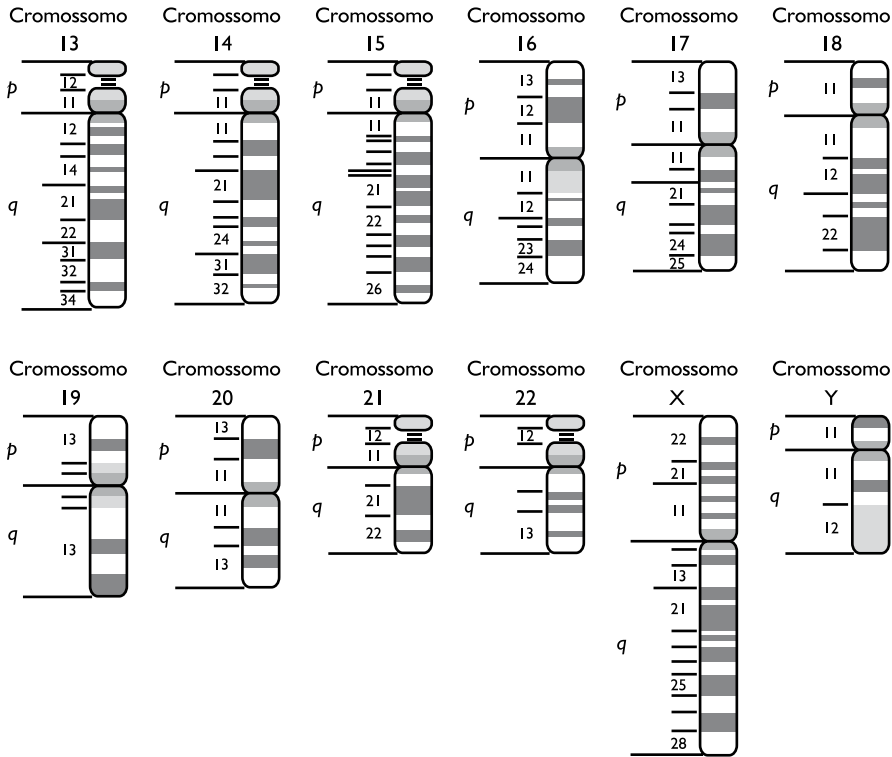 Cromossomo 13
p
12
11
q
12
14
21
22
31
32
34
Cromossomo 14
p
11
q
11
21
24
31
32
Cromossomo 15
p
11
q
11
21
22
26
Cromossomo 16
p
13
12
11
q
11
12
23
24
Cromossomo 17
p
13
11
q
11
21
24
25
Cromossomo 18
p
11
q
12
22
Cromossomo 19
p
13
q
13
Cromossomo 20
p
13
11
q
11
13
Cromossomo 21
p
12
11
q
21
22
Cromossomo 22
p
12
q
13
Cromossomo X
p
22
21
11
q
13
21
25
28
Cromossomo Y
p
11
q
11
12